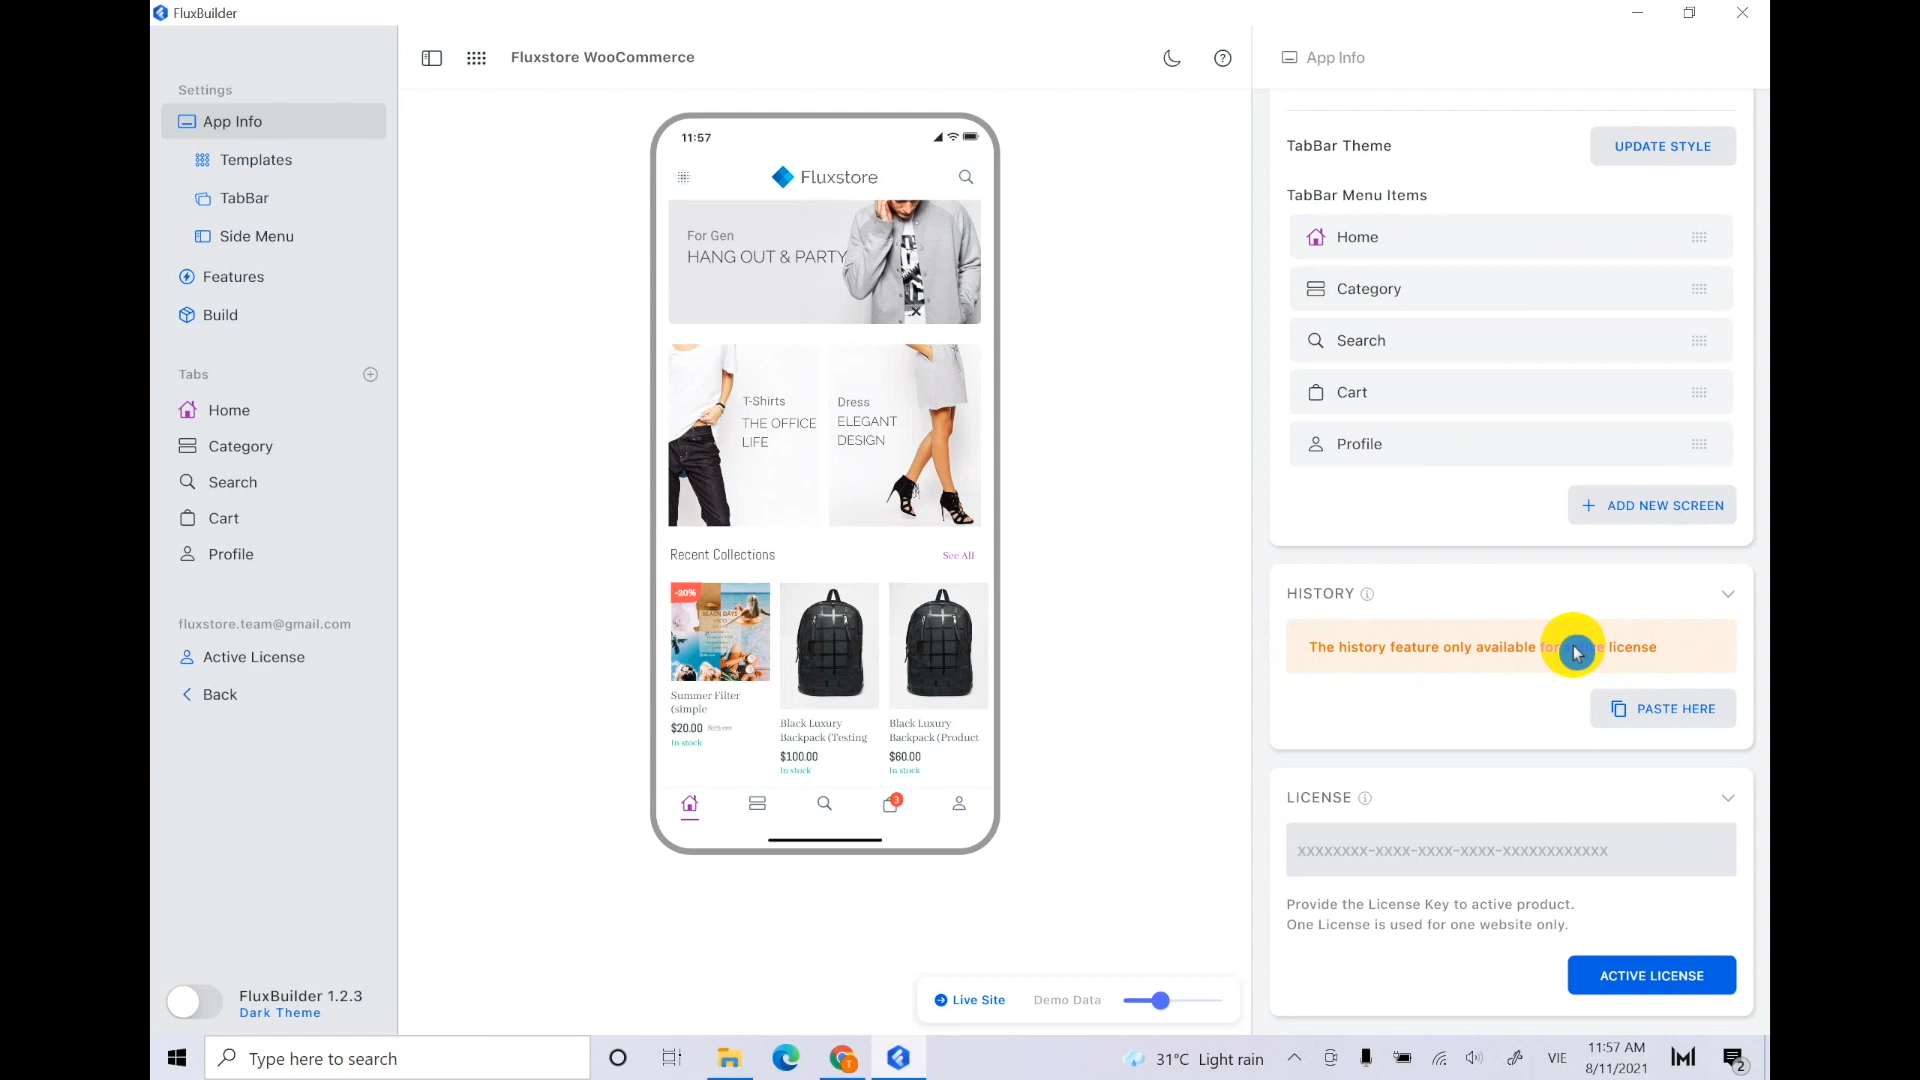 FluxBuilder
Settings
App Info
Templates
TabBar
Side Menu
Features
Build
Tabs
Home
Category
Search
Cart
Profile
fluxstore.team@gmail.com
Active License
Back
FluxBuilder 1.2.3
Dark Theme
Fluxstore WooCommerce
11:57
Fluxstore
For Gen
HANG OUT & PARTY
T-Shirts
THE OFFICE
LIFE
Dress
ELEGANT
DESIGN
Recent Collections
See All
-20%
BEACH DAYS
Summer Filter
(simple
$20.00
In stock
Black Luxury
Backpack (Testing
$100.00
In stock
Black Luxury
Backpack (Product
$60.00
In stock
3
Live Site
Demo Data
App Info
TabBar Theme
UPDATE STYLE
TabBar Menu Items
Home
Category
Search
Cart
Profile
+ ADD NEW SCREEN
HISTORY
The history feature only available for license
PASTE HERE
LICENSE
XXXXXXXX-XXXX-XXXX-XXXX-XXXXXXXXXXXX
Provide the License Key to active product.
One License is used for one website only.
ACTIVE LICENSE
Type here to search
T
31°C Light rain
VIE
11:57 AM
8/11/2021
2